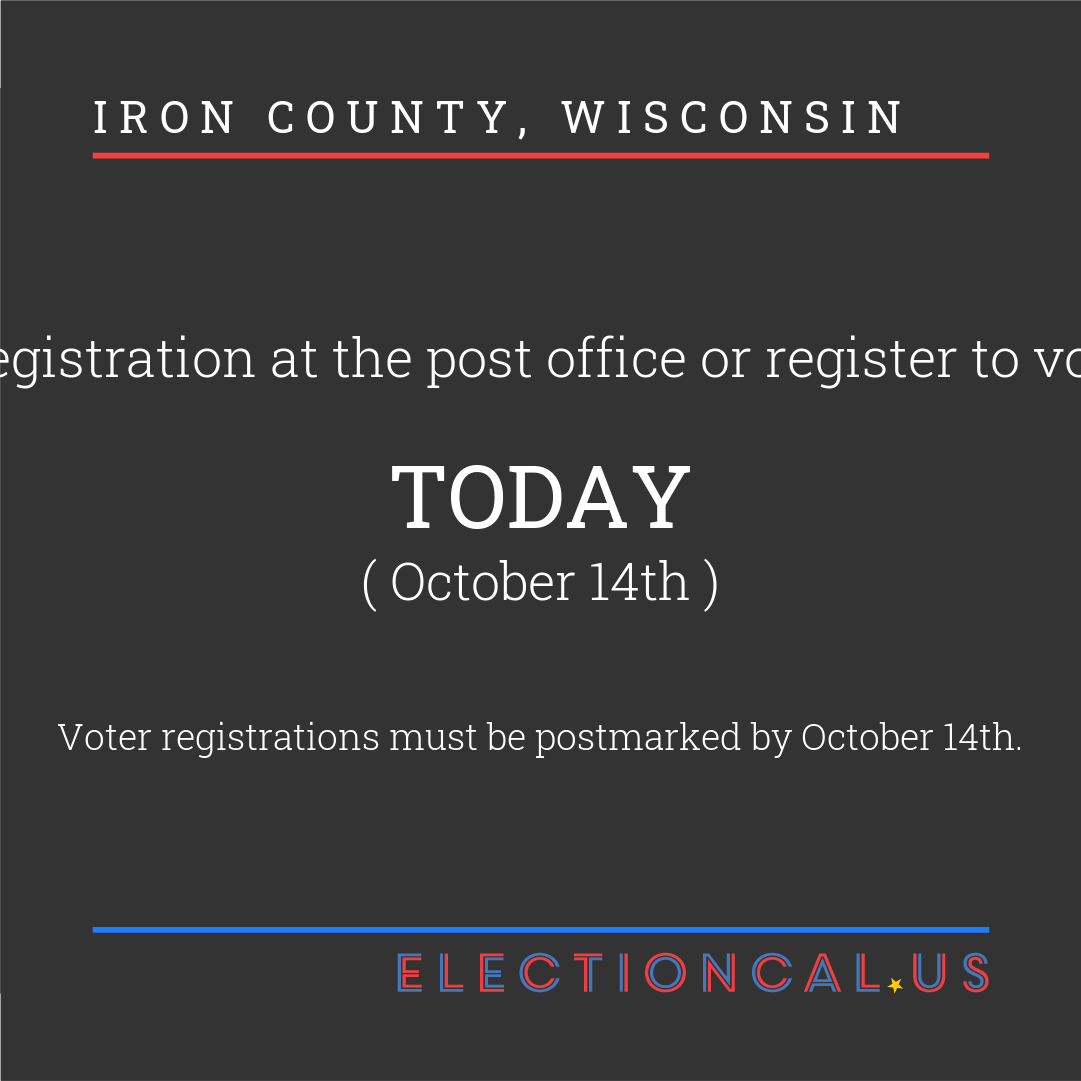 IRON COUNTY, WISCONSIN
egistration at the post office or register to vo
TODAY
( October 14th )
Voter registrations must be postmarked by October 14th.
ELECTIONCAL.US